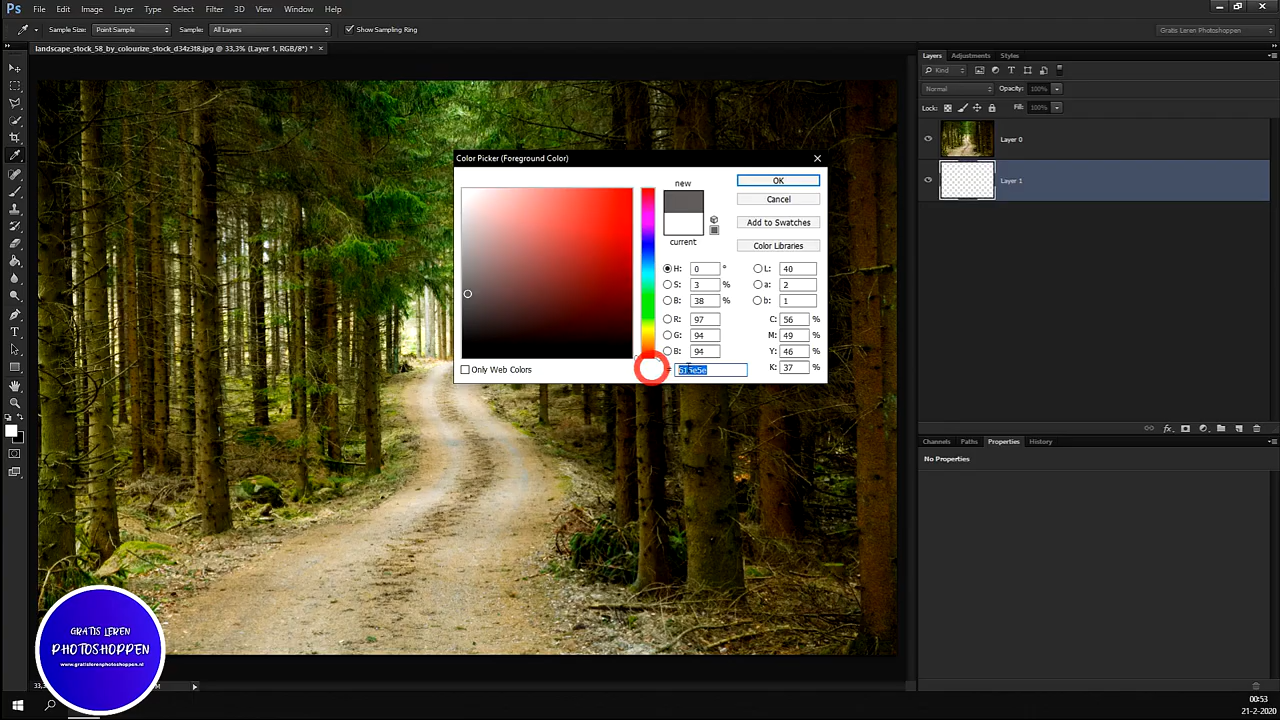 Ps File Edit Image Layer Type Select Filter 3D View Window Help
Sample Size: Point Sample Sample: All Layers Show Sampling Ring Gratis Leren Photoshoppen
landscape_stock_58_by_colourize_stock_d34z3t8.jpg @ 33,3% (Layer 1, RGB/8*) * ×
Layers Adjustments Styles
Kind
Normal Opacity: 100%
Lock: Fill: 100%
Layer 0
Layer 1
Color Picker (Foreground Color)
new
current
OK
Cancel
Add to Swatches
Color Libraries
H: 0 °
S: 3 %
B: 38 %
R: 97
G: 94
B: 94
# 615e5e
L: 40
a: 2
b: 1
C: 56 %
M: 49 %
Y: 46 %
K: 37 %
Only Web Colors
Channels Paths Properties History
No Properties
GRATIS LEREN
PHOTOSHOPPEN
www.gratislerenphotoshoppen.nl
00:53
21-2-2020